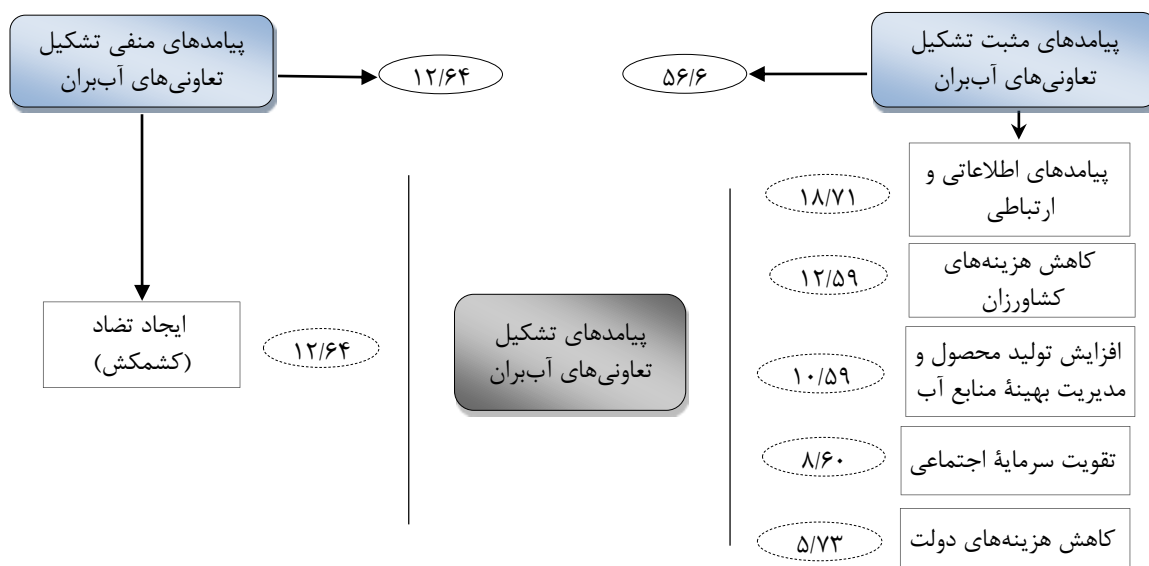 پیامدهای مثبت تشکیل
تعاونی‌های آب‌بران
۵۶/۶
۱۲/۶۴
پیامدهای منفی تشکیل
تعاونی‌های آب‌بران
پیامدهای اطلاعاتی و
ارتباطی
۱۸/۷۱
کاهش هزینه‌های
کشاورزان
۱۲/۵۹
افزایش تولید محصول و
مدیریت بهینهٔ منابع آب
۱۰/۵۹
تقویت سرمایهٔ اجتماعی
۸/۶۰
کاهش هزینه‌های دولت
۵/۷۳
پیامدهای تشکیل
تعاونی‌های آب‌بران
۱۲/۶۴
ایجاد تضاد
(کشمکش)